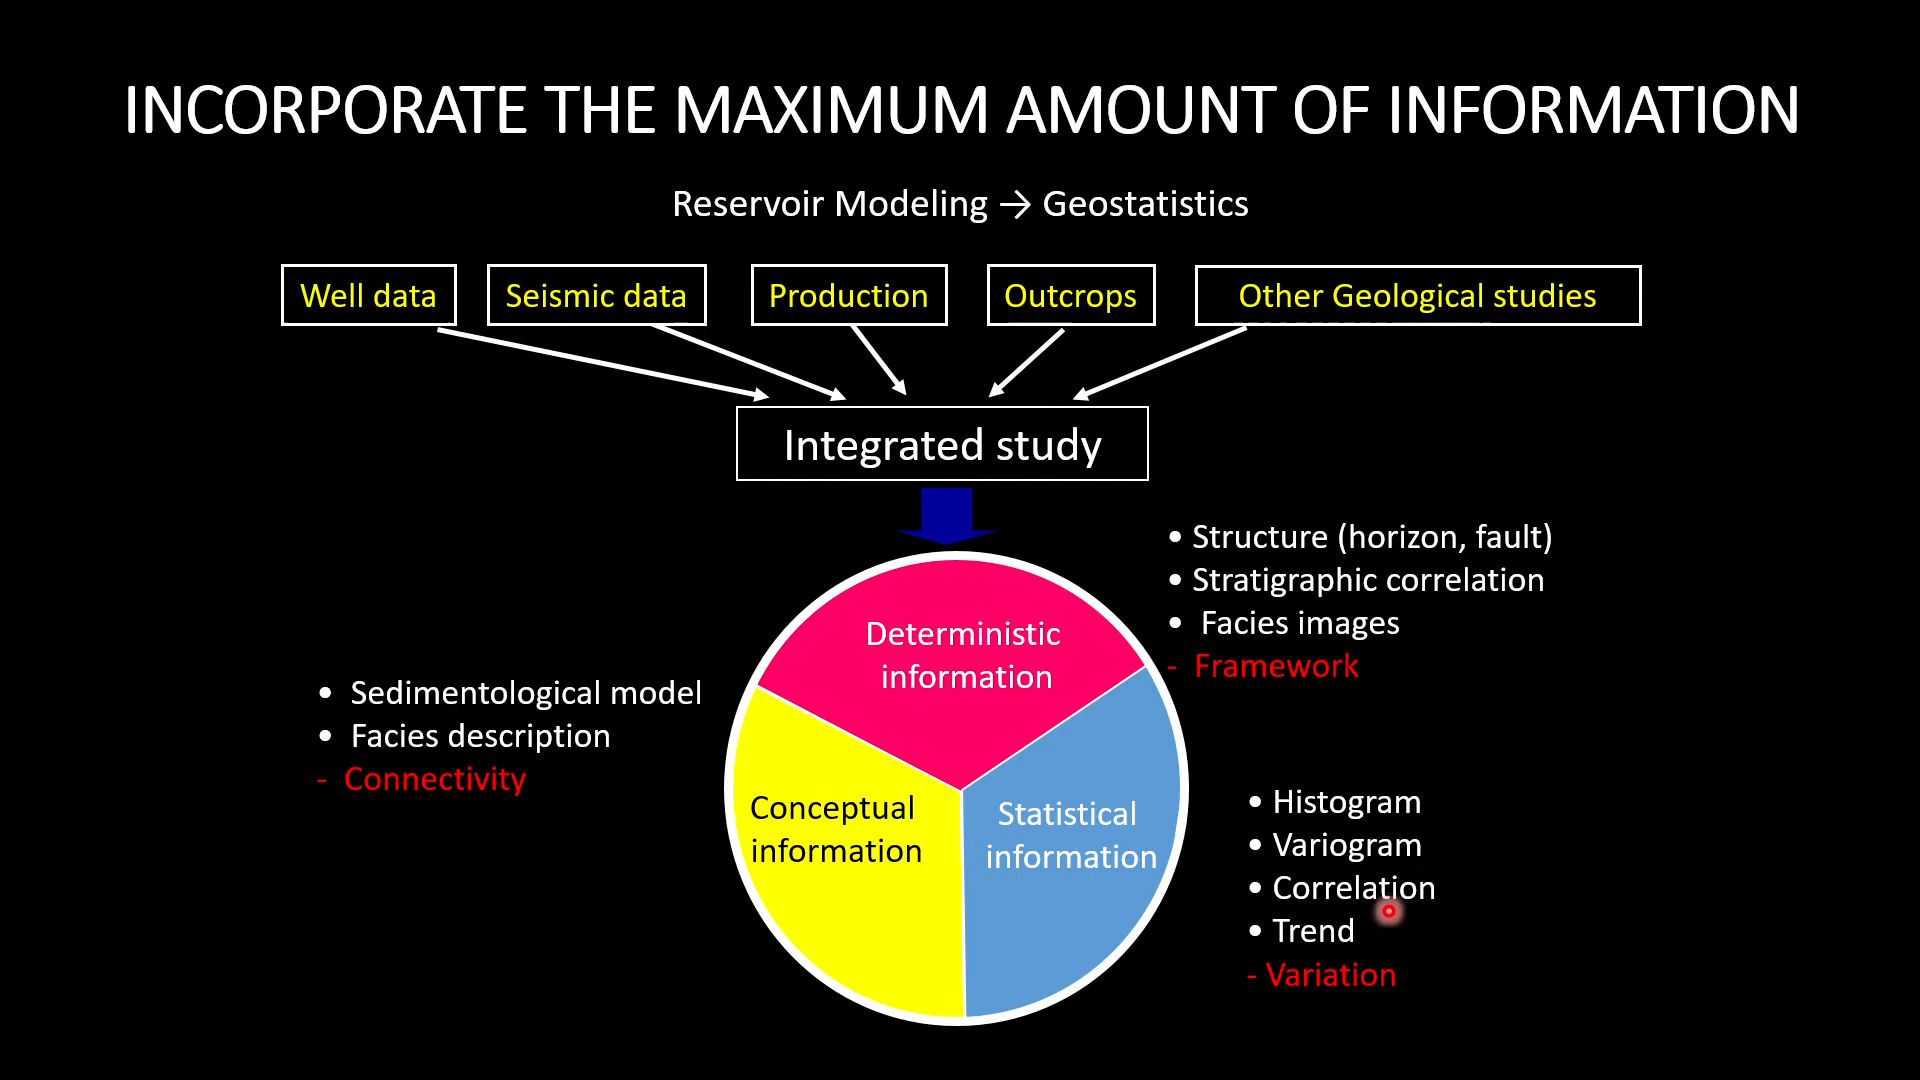 INCORPORATE THE MAXIMUM AMOUNT OF INFORMATION
Reservoir Modeling → Geostatistics
Well data
Seismic data
Production
Outcrops
Other Geological studies
Integrated study
• Structure (horizon, fault)
• Stratigraphic correlation
• Facies images
- Framework
Deterministic
information
• Sedimentological model
• Facies description
- Connectivity
Conceptual
information
Statistical
information
• Histogram
• Variogram
• Correlation
• Trend
- Variation